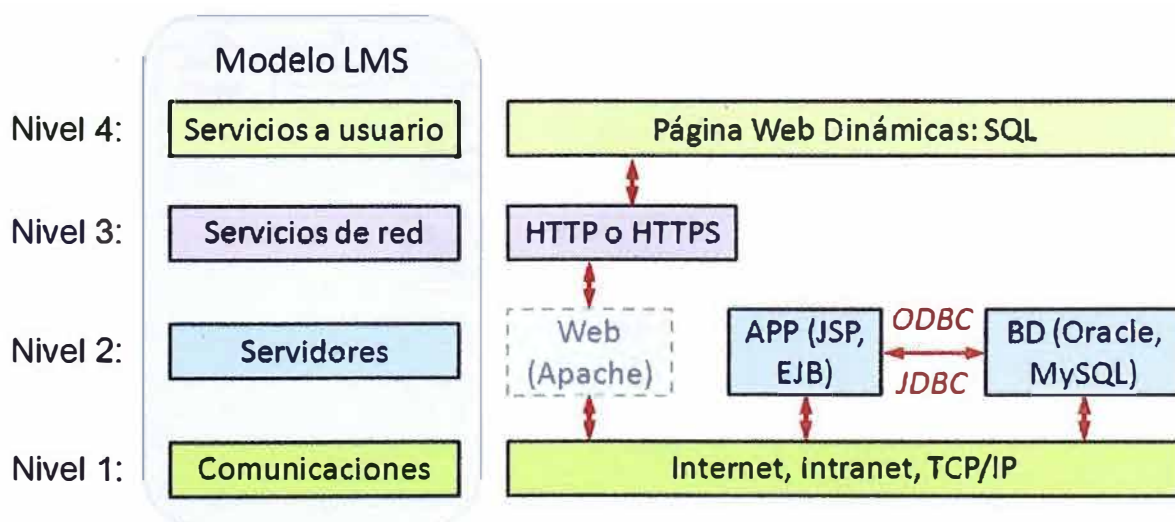 Modelo LMS
Nivel 4:
Servicios a usuario
Página Web Dinámicas: SQL
Nivel 3:
Servicios de red
HTTP o HTTPS
Nivel 2:
Servidores
Web
(Apache)
APP (JSP,
EJB)
ODBC
JDBC
BD (Oracle,
MySQL)
Nivel 1:
Comunicaciones
Internet, intranet, TCP/IP